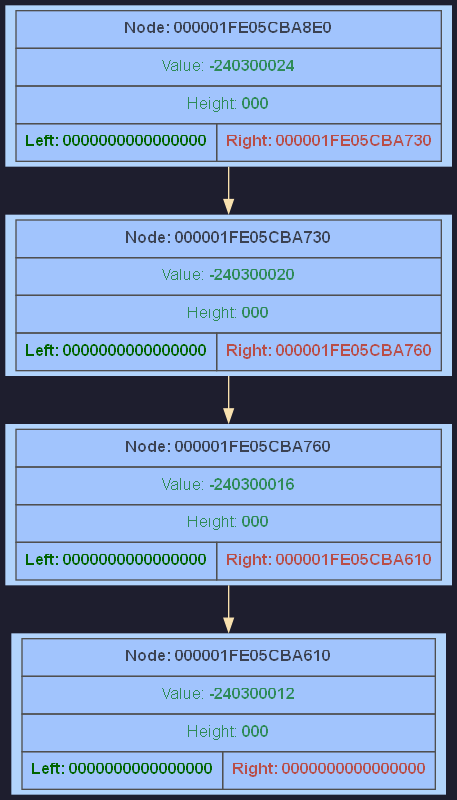 Node: 000001FE05CBA8E0
Value: -240300024
Height: 000
Left: 0000000000000000 Right: 000001FE05CBA730
Node: 000001FE05CBA730
Value: -240300020
Height: 000
Left: 0000000000000000 Right: 000001FE05CBA760
Node: 000001FE05CBA760
Value: -240300016
Height: 000
Left: 0000000000000000 Right: 000001FE05CBA610
Node: 000001FE05CBA610
Value: -240300012
Height: 000
Left: 0000000000000000 Right: 0000000000000000